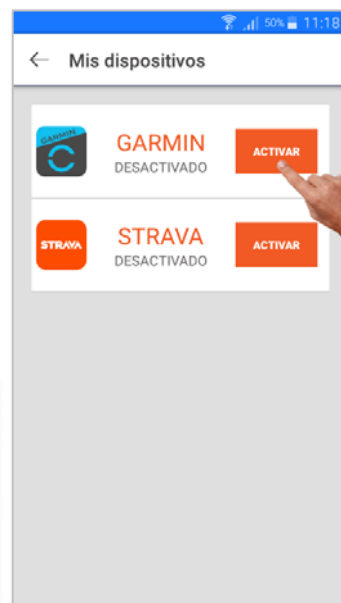 50% 11:18
Mis dispositivos
GARMIN
GARMIN
DESACTIVADO
ACTIVAR
STRAVA
STRAVA
DESACTIVADO
ACTIVAR